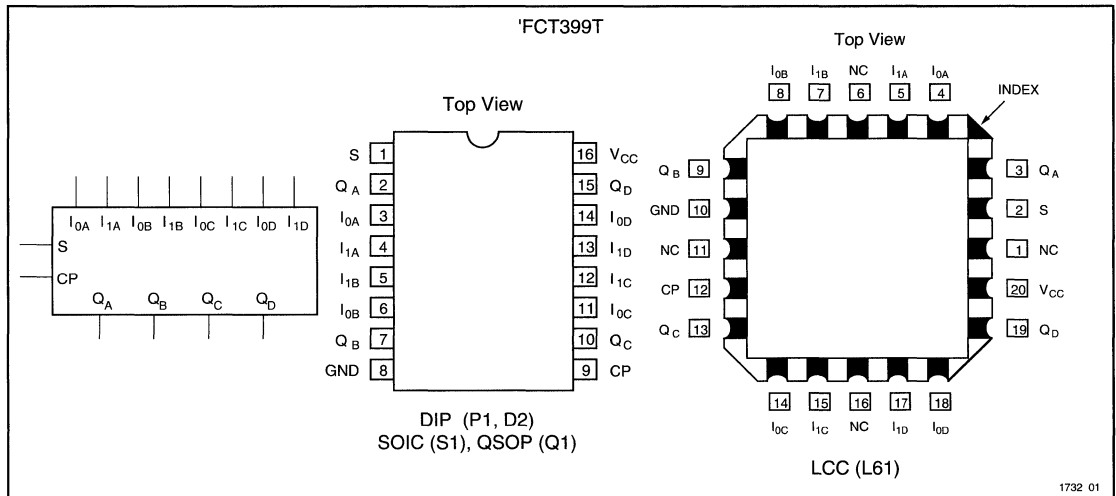 'FCT399T
I0A I1A I0B I1B I0C I1C I0D I1D
S
CP
QA QB QC QD
Top View
S 1 16 VCC
QA 2 15 QD
I0A 3 14 I0D
I1A 4 13 I1D
I1B 5 12 I1C
I0B 6 11 I0C
QB 7 10 QC
GND 8 9 CP
DIP (P1, D2)
SOIC (S1), QSOP (Q1)
Top View
I0B I1B NC I1A I0A
8 7 6 5 4
INDEX
QB 9 3 QA
GND 10 2 S
NC 11 1 NC
CP 12 20 VCC
QC 13 19 QD
14 15 16 17 18
I0C I1C NC I1D I0D
LCC (L61)
1732 01